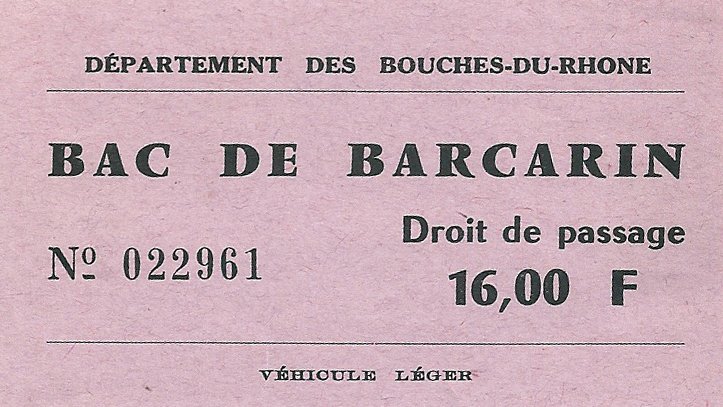 DÉPARTEMENT DES BOUCHES-DU-RHONE
BAC DE BARCARIN
Droit de passage
Nº 022961
16,00 F
VÉHICULE LÉGER